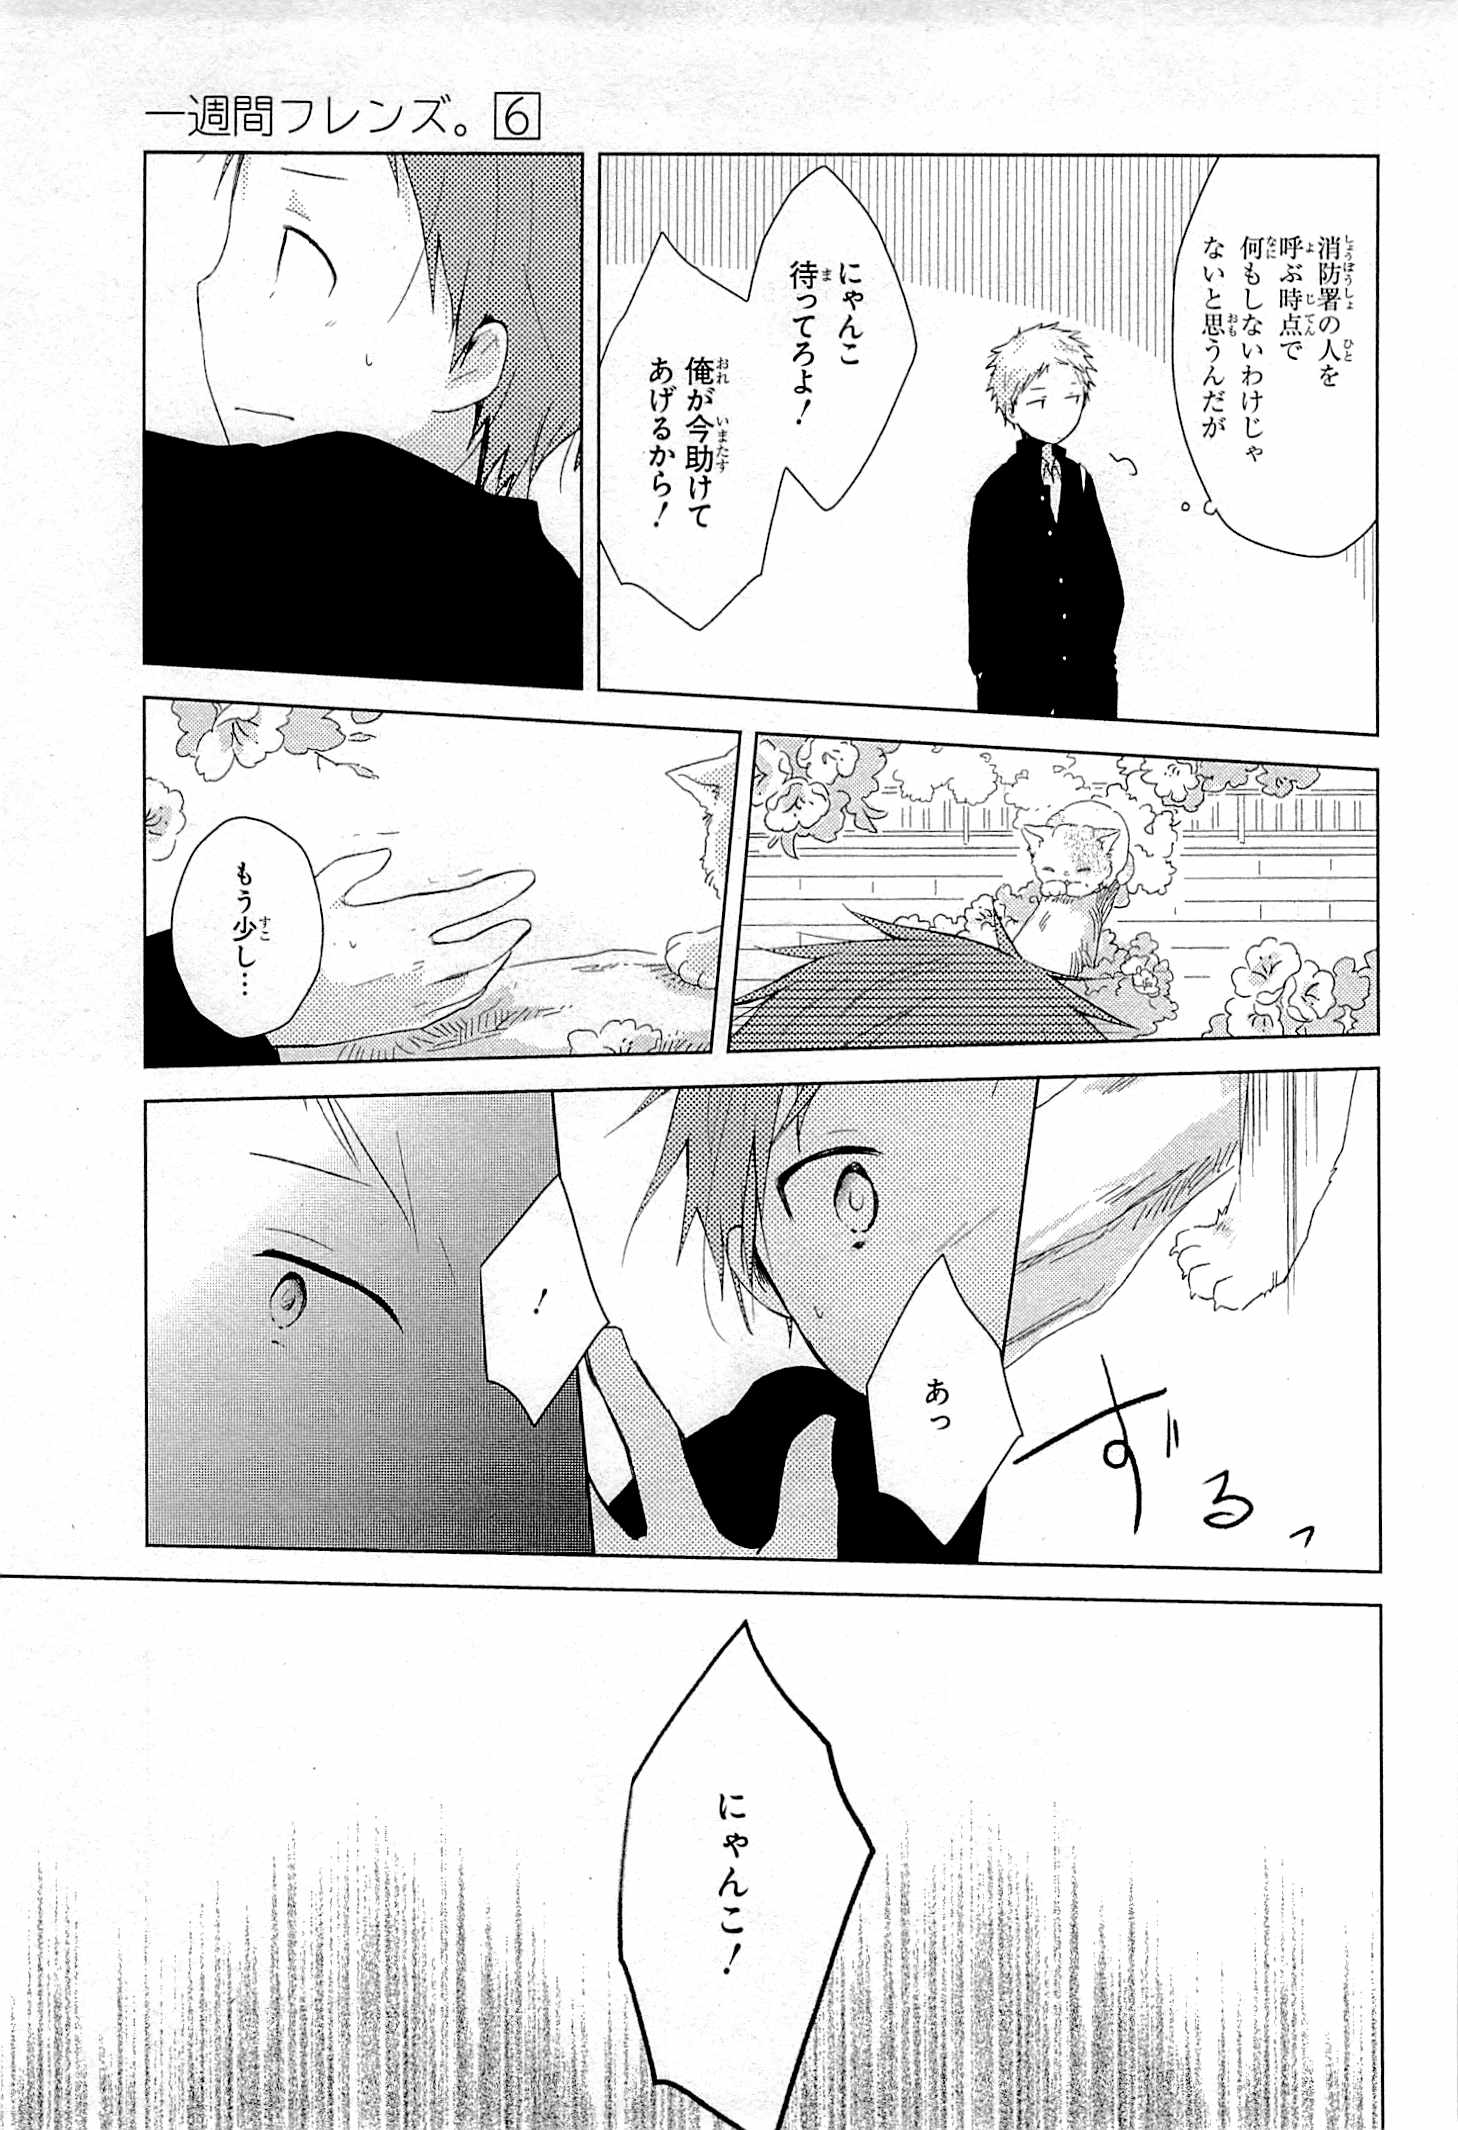 一週間フレンズ。 6
消防署の人を
呼ぶ時点で
何もしないわけじゃ
ないと思うんだが
にゃんこ
待ってろよ！
俺が今助けて
あげるから！
もう少し…
ずるっ
あっ
！
にゃんこ！